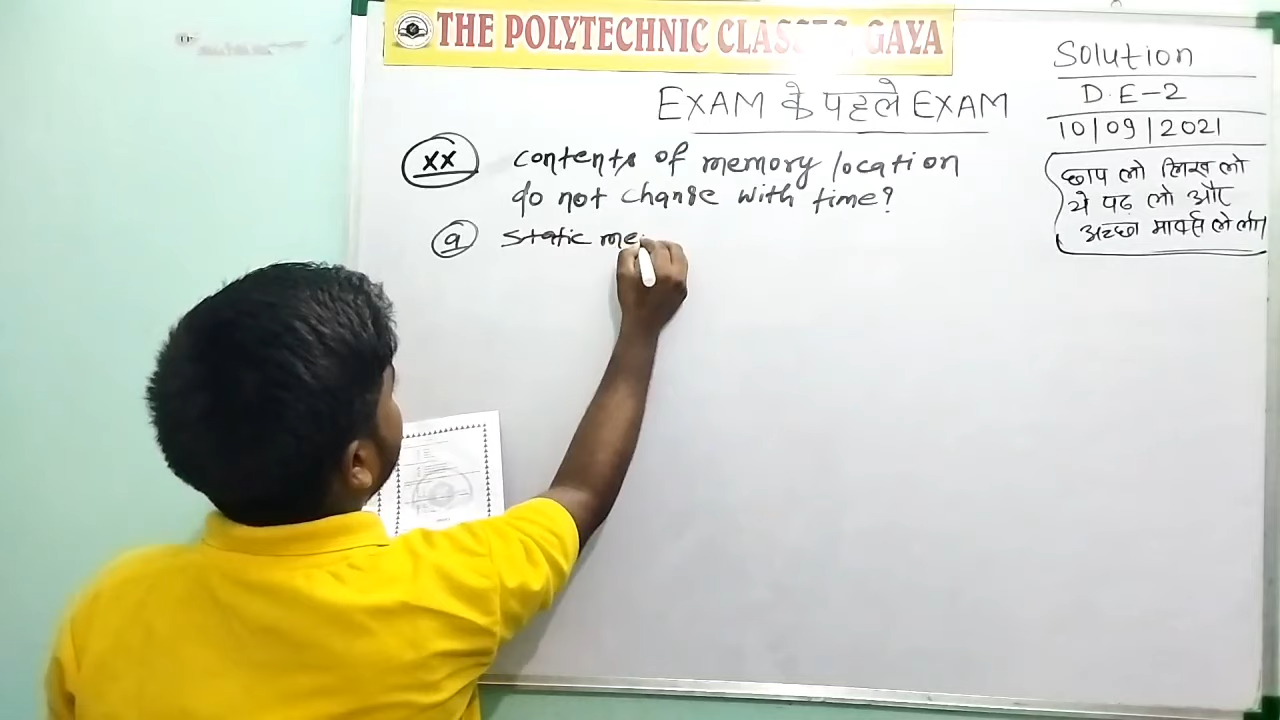 THE POLYTECHNIC CLASSES, GAYA
EXAM के पहले EXAM
Solution
D.E-2
10/09/2021
छाप लो लिख लो
ये पढ़ लो और
अच्छा मार्क्स ले लो
xx contents of memory location
do not change with time?
a static me